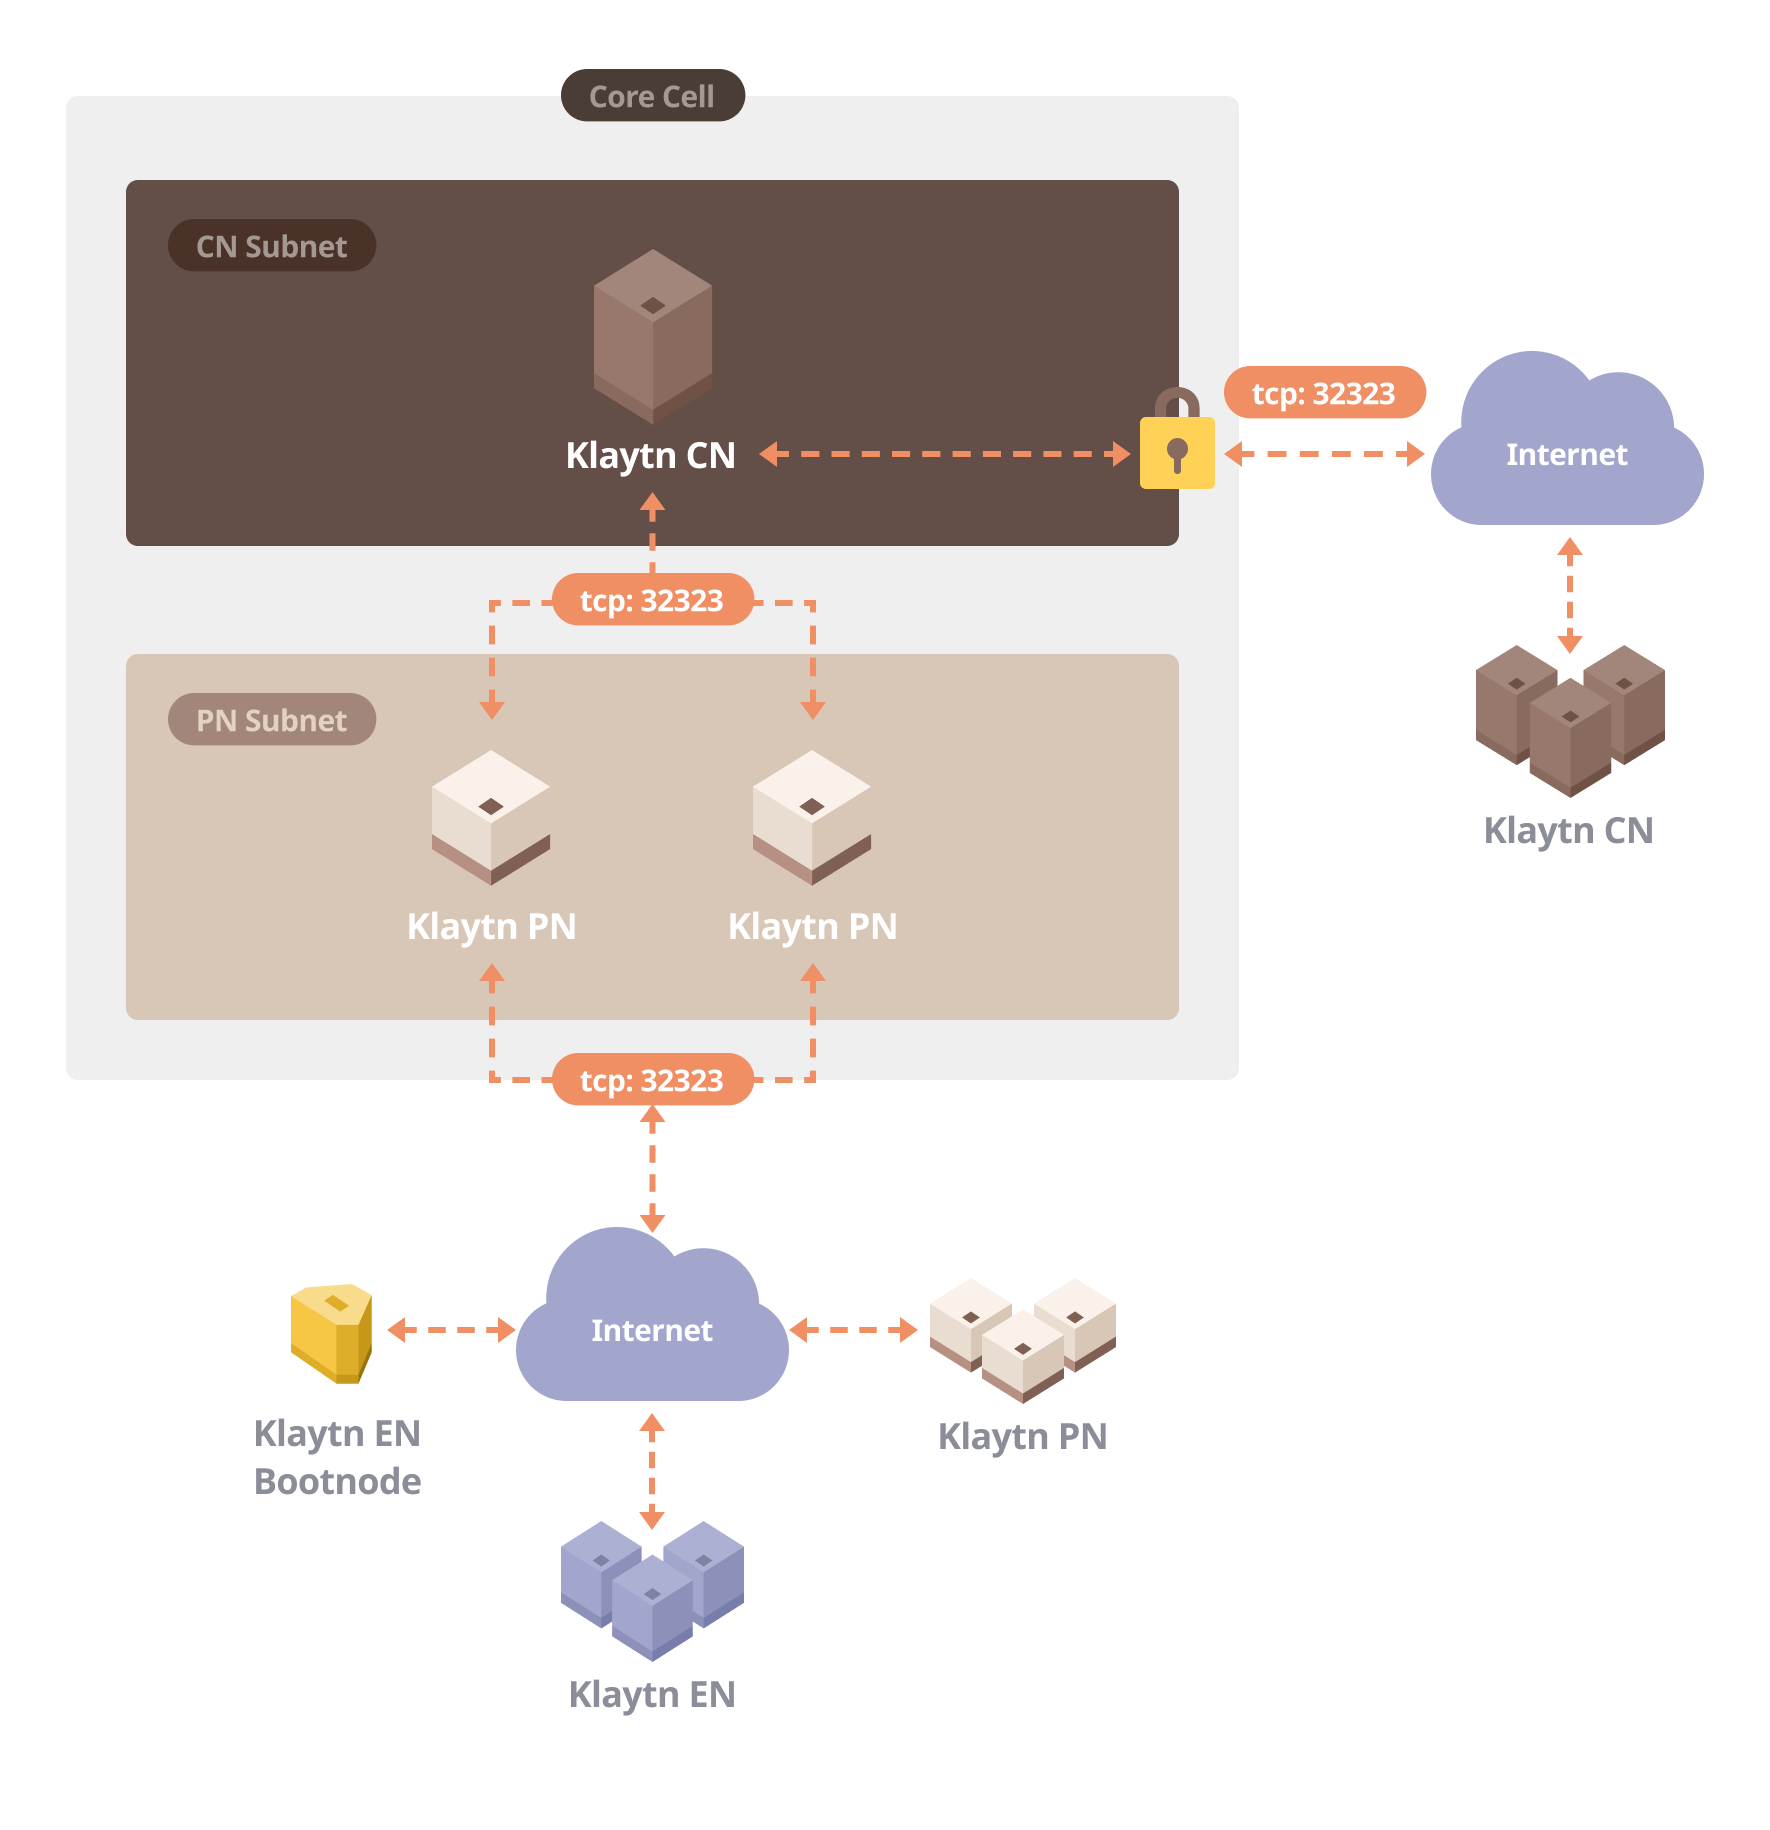 Core Cell
CN Subnet
Klaytn CN
tcp: 32323
Internet
tcp: 32323
PN Subnet
Klaytn CN
Klaytn PN
Klaytn PN
tcp: 32323
Internet
Klaytn EN
Bootnode
Klaytn PN
Klaytn EN